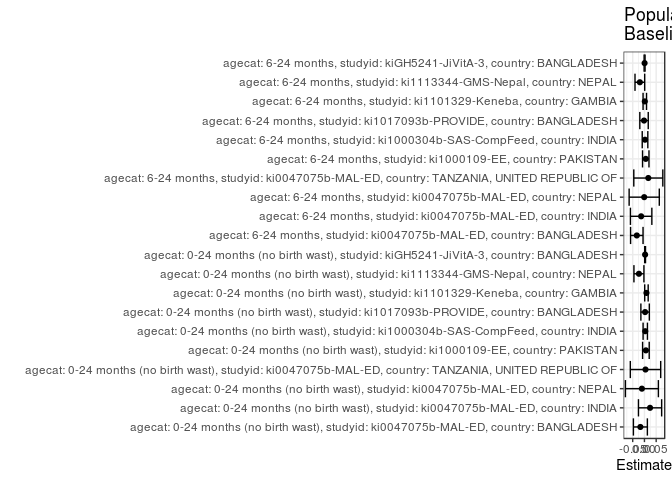 Popula
Baseli
agecat: 6-24 months, studyid: kiGH5241-JiVitA-3, country: BANGLADESH
agecat: 6-24 months, studyid: ki1113344-GMS-Nepal, country: NEPAL
agecat: 6-24 months, studyid: ki1101329-Keneba, country: GAMBIA
agecat: 6-24 months, studyid: ki1017093b-PROVIDE, country: BANGLADESH
agecat: 6-24 months, studyid: ki1000304b-SAS-CompFeed, country: INDIA
agecat: 6-24 months, studyid: ki1000109-EE, country: PAKISTAN
agecat: 6-24 months, studyid: ki0047075b-MAL-ED, country: TANZANIA, UNITED REPUBLIC OF
agecat: 6-24 months, studyid: ki0047075b-MAL-ED, country: NEPAL
agecat: 6-24 months, studyid: ki0047075b-MAL-ED, country: INDIA
agecat: 6-24 months, studyid: ki0047075b-MAL-ED, country: BANGLADESH
agecat: 0-24 months (no birth wast), studyid: kiGH5241-JiVitA-3, country: BANGLADESH
agecat: 0-24 months (no birth wast), studyid: ki1113344-GMS-Nepal, country: NEPAL
agecat: 0-24 months (no birth wast), studyid: ki1101329-Keneba, country: GAMBIA
agecat: 0-24 months (no birth wast), studyid: ki1017093b-PROVIDE, country: BANGLADESH
agecat: 0-24 months (no birth wast), studyid: ki1000304b-SAS-CompFeed, country: INDIA
agecat: 0-24 months (no birth wast), studyid: ki1000109-EE, country: PAKISTAN
agecat: 0-24 months (no birth wast), studyid: ki0047075b-MAL-ED, country: TANZANIA, UNITED REPUBLIC OF
agecat: 0-24 months (no birth wast), studyid: ki0047075b-MAL-ED, country: NEPAL
agecat: 0-24 months (no birth wast), studyid: ki0047075b-MAL-ED, country: INDIA
agecat: 0-24 months (no birth wast), studyid: ki0047075b-MAL-ED, country: BANGLADESH
Estimate